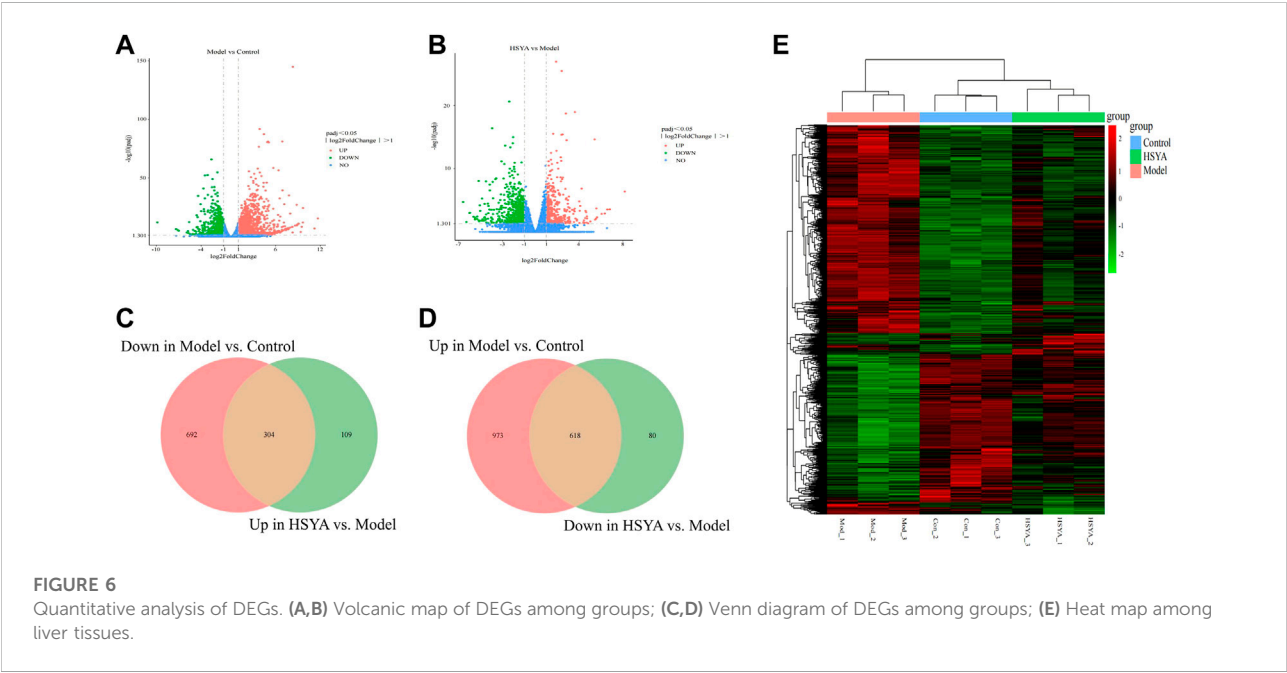 A
Model vs Control
150
100
50
1.301
-10
-4
-1
1
6
12
-log10(padj)
log2FoldChange
padj<0.05
| log2FoldChange | >1
UP
DOWN
NO
B
HSYA vs Model
20
10
1.301
-7
-3
-1
1
4
8
-log10(padj)
log2FoldChange
padj<0.05
| log2FoldChange | >1
UP
DOWN
NO
C
Down in Model vs. Control
692
304
109
Up in HSYA vs. Model
D
Up in Model vs. Control
973
618
80
Down in HSYA vs. Model
E
group
group
Control
HSYA
Model
2
1
0
-1
-2
Mod_1
Mod_2
Mod_3
Con_2
Con_1
Con_3
HSYA_3
HSYA_1
HSYA_2
FIGURE 6
Quantitative analysis of DEGs. (A,B) Volcanic map of DEGs among groups; (C,D) Venn diagram of DEGs among groups; (E) Heat map among
liver tissues.